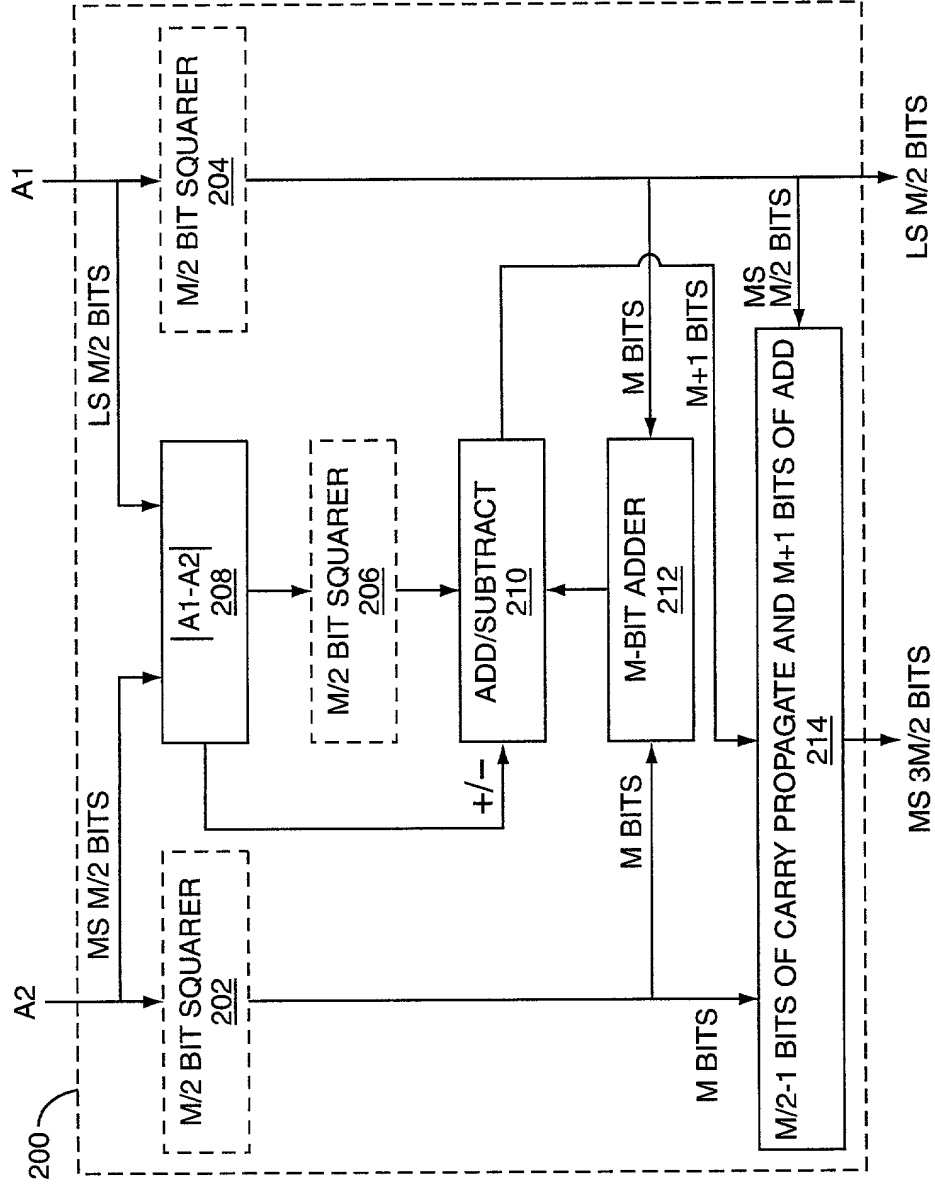 200
A2
A1
MS M/2 BITS
LS M/2 BITS
M/2 BIT SQUARER
202
|A1-A2|
208
M/2 BIT SQUARER
204
M/2 BIT SQUARER
206
+/−
ADD/SUBTRACT
210
M BITS
M-BIT ADDER
212
M BITS
M+1 BITS
MS
M/2 BITS
M BITS
M/2-1 BITS OF CARRY PROPAGATE AND M+1 BITS OF ADD
214
MS 3M/2 BITS
LS M/2 BITS